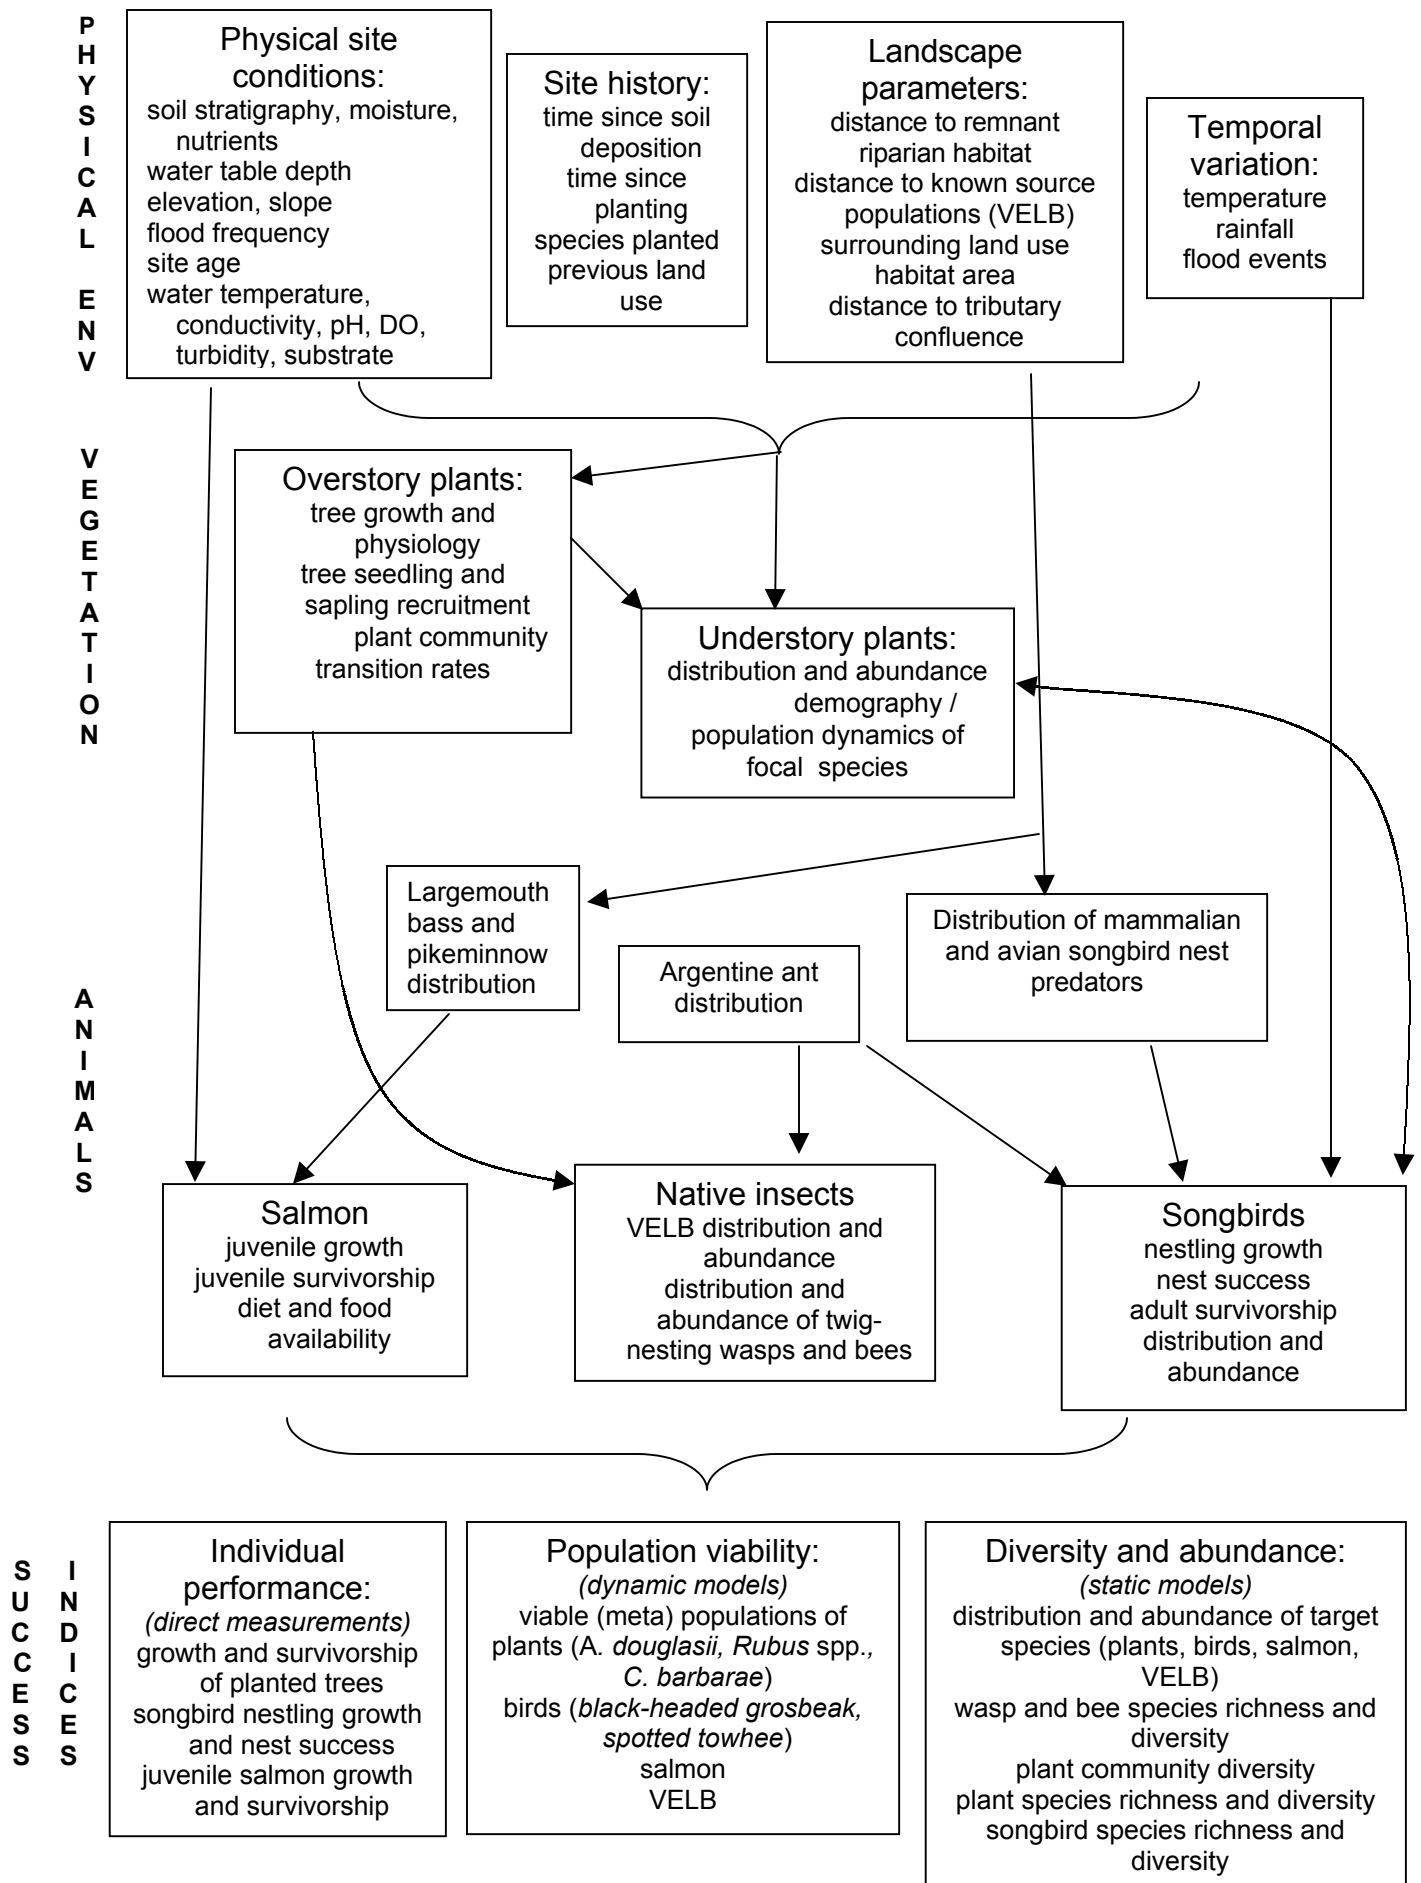 PHYSICAL ENV
Physical site
conditions:
soil stratigraphy, moisture,
nutrients
water table depth
elevation, slope
flood frequency
site age
water temperature,
conductivity, pH, DO,
turbidity, substrate
Site history:
time since soil
deposition
time since
planting
species planted
previous land
use
Landscape
parameters:
distance to remnant
riparian habitat
distance to known source
populations (VELB)
surrounding land use
habitat area
distance to tributary
confluence
Temporal
variation:
temperature
rainfall
flood events
VEGETATION
Overstory plants:
tree growth and
physiology
tree seedling and
sapling recruitment
plant community
transition rates
Understory plants:
distribution and abundance
demography /
population dynamics of
focal species
ANIMALS
Largemouth
bass and
pikeminnow
distribution
Argentine ant
distribution
Distribution of mammalian
and avian songbird nest
predators
Salmon
juvenile growth
juvenile survivorship
diet and food
availability
Native insects
VELB distribution and
abundance
distribution and
abundance of twig-
nesting wasps and bees
Songbirds
nestling growth
nest success
adult survivorship
distribution and
abundance
SUCCESS
INDICES
Individual
performance:
(direct measurements)
growth and survivorship
of planted trees
songbird nestling growth
and nest success
juvenile salmon growth
and survivorship
Population viability:
(dynamic models)
viable (meta) populations of
plants (A. douglasii, Rubus spp.,
C. barbarae)
birds (black-headed grosbeak,
spotted towhee)
salmon
VELB
Diversity and abundance:
(static models)
distribution and abundance of target
species (plants, birds, salmon,
VELB)
wasp and bee species richness and
diversity
plant community diversity
plant species richness and diversity
songbird species richness and
diversity